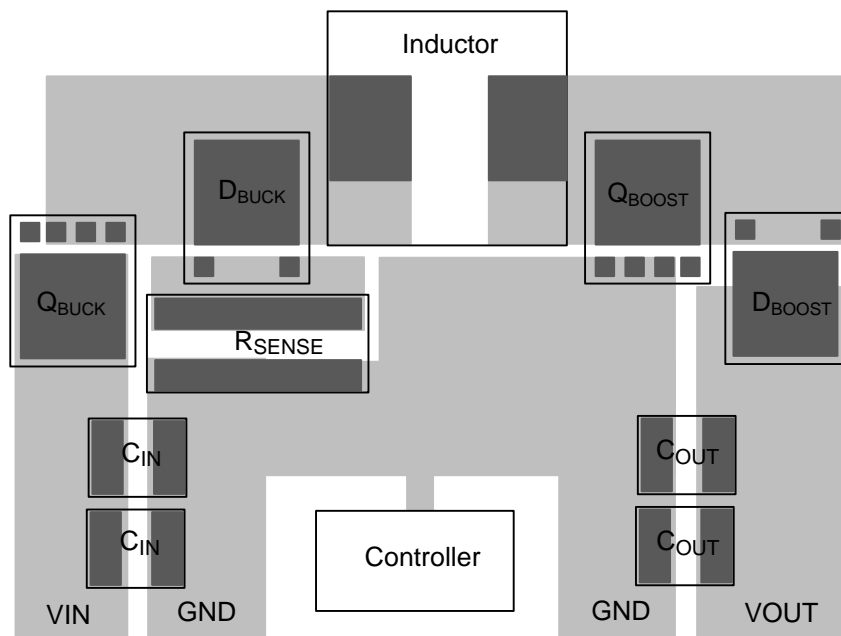 Inductor
DBUCK
QBOOST
QBUCK
DBOOST
RSENSE
CIN
COUT
CIN
COUT
Controller
VIN
GND
GND
VOUT